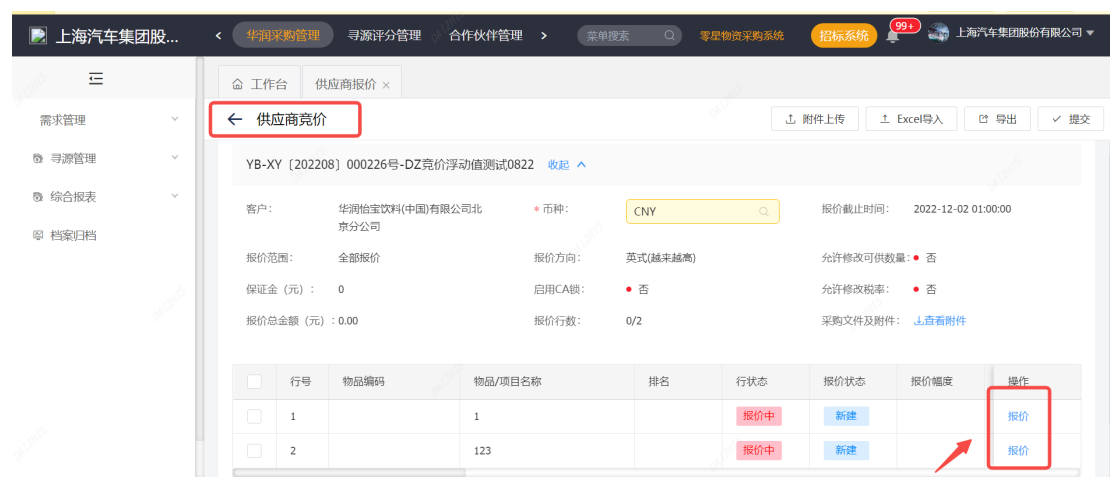 上海汽车集团股...
华润采购管理 寻源评分管理 合作伙伴管理 菜单搜索 零星物资采购系统 招标系统 99+ 上海汽车集团股份有限公司
工作台 供应商报价 ×
需求管理
寻源管理
综合报表
档案归档
供应商竞价 附件上传 Excel导入 导出 提交
YB-XY〔202208〕000226号-DZ竞价浮动值测试0822 收起
客户: 华润怡宝饮料(中国)有限公司北京分公司 * 币种: CNY 报价截止时间: 2022-12-02 01:00:00
报价范围: 全部报价 报价方向: 英式(越来越高) 允许修改可供数量: 否
保证金（元）: 0 启用CA锁: 否 允许修改税率: 否
报价总金额（元）: 0.00 报价行数: 0/2 采购文件及附件: 查看附件
行号 物品编码 物品/项目名称 排名 行状态 报价状态 报价幅度 操作
1 1 报价中 新建 报价
2 123 报价中 新建 报价